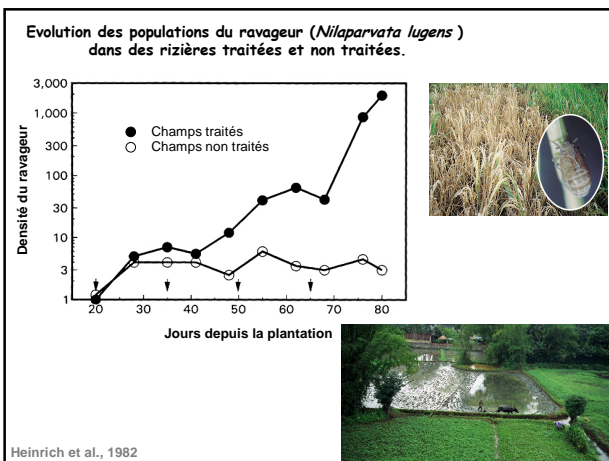 Evolution des populations du ravageur (Nilaparvata lugens )
dans des rizières traitées et non traitées.
3,000
1,000
300
100
30
10
3
1
Densité du ravageur
Champs traités
Champs non traités
20
30
40
50
60
70
80
Jours depuis la plantation
Heinrich et al., 1982